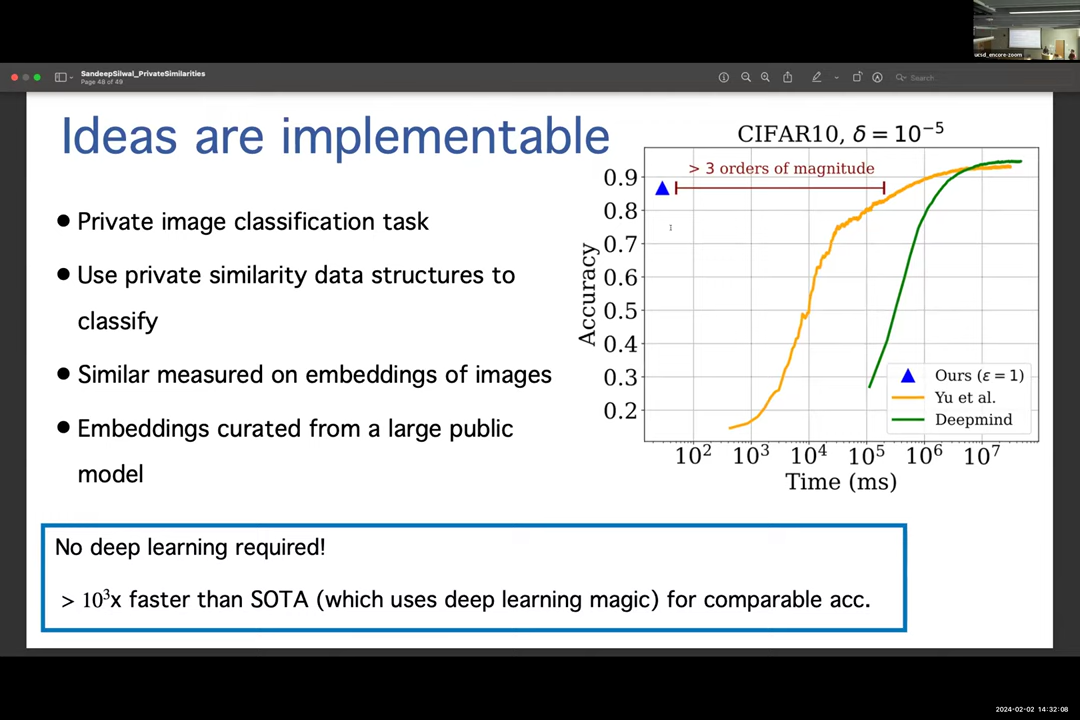 ucsd_encore-zoom
SandeepSilwal_PrivateSimilarities
Page 48 of 49
Search
Ideas are implementable
● Private image classification task
● Use private similarity data structures to
classify
● Similar measured on embeddings of images
● Embeddings curated from a large public
model
CIFAR10, δ = 10⁻⁵
> 3 orders of magnitude
Accuracy
0.9
0.8
0.7
0.6
0.5
0.4
0.3
0.2
Ours (ε = 1)
Yu et al.
Deepmind
10² 10³ 10⁴ 10⁵ 10⁶ 10⁷
Time (ms)
No deep learning required!
> 10³x faster than SOTA (which uses deep learning magic) for comparable acc.
2024-02-02 14:32:08